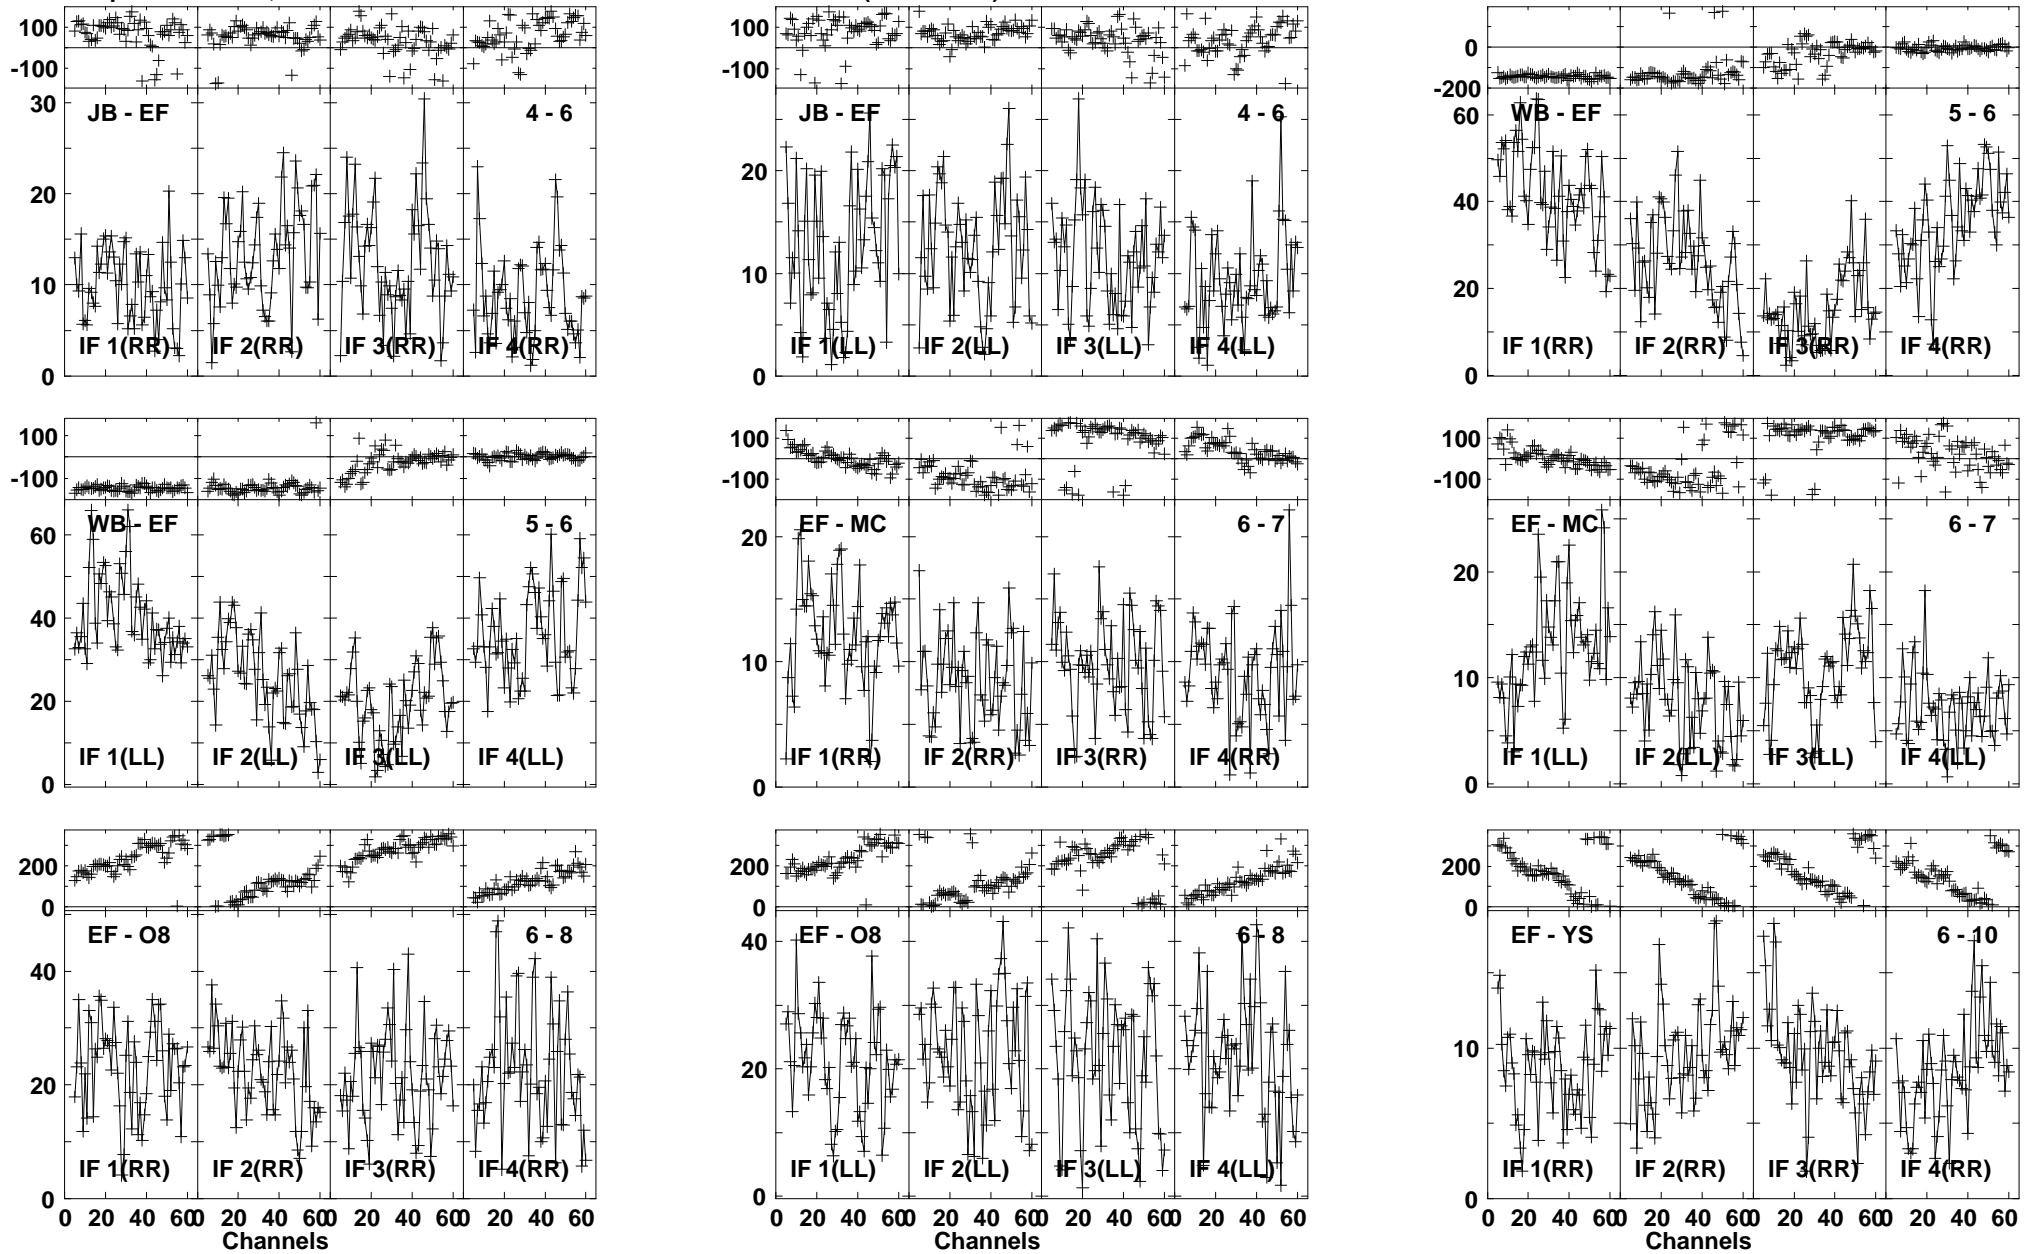 100 100 0
-100 -100 -200
30 JB - EF 4 - 6 JB - EF 4 - 6 60 WB - EF 5 - 6
20 20 40
10 10 20
IF 1(RR) IF 2(RR) IF 3(RR) IF 4(RR) IF 1(LL) IF 2(LL) IF 3(LL) IF 4(LL) IF 1(RR) IF 2(RR) IF 3(RR) IF 4(RR)
0 0 0
100 100 100
-100 -100 -100
WB - EF 5 - 6 EF - MC 6 - 7 EF - MC 6 - 7
60 20
40 20
20 10 10
IF 1(LL) IF 2(LL) IF 3(LL) IF 4(LL) IF 1(RR) IF 2(RR) IF 3(RR) IF 4(RR) IF 1(LL) IF 2(LL) IF 3(LL) IF 4(LL)
0 0 0
200 200 200
0 0 0
EF - O8 6 - 8 EF - O8 6 - 8 EF - YS 6 - 10
40 40
20 20 10
IF 1(RR) IF 2(RR) IF 3(RR) IF 4(RR) IF 1(LL) IF 2(LL) IF 3(LL) IF 4(LL) IF 1(RR) IF 2(RR) IF 3(RR) IF 4(RR)
0 0 0
0 20 40 60 0 20 40 60 0 20 40 60 0 20 40 60 0 20 40 60 0 20 40 60 0 20 40 60 0 20 40 60 0 20 40 60 0 20 40 60 0 20 40 60 0 20 40 60
Channels Channels Channels